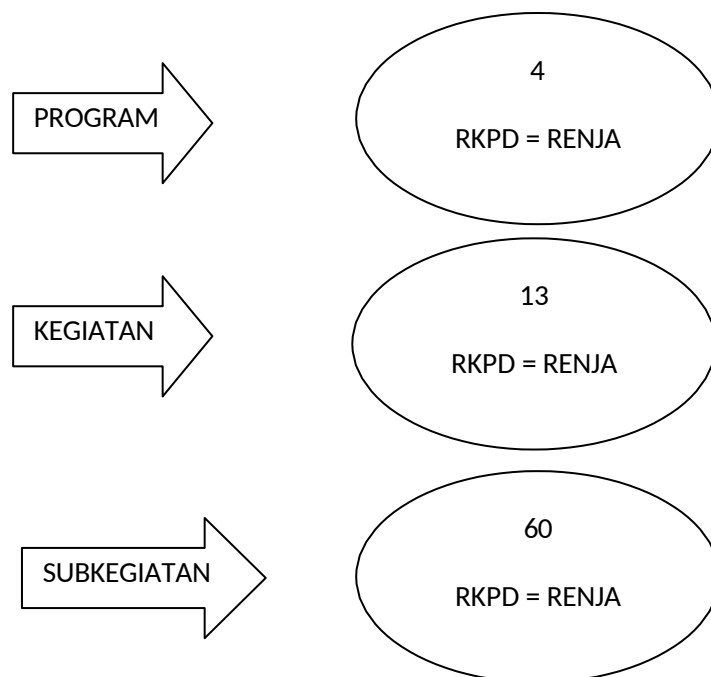 PROGRAM
4
RKPD = RENJA
KEGIATAN
13
RKPD = RENJA
SUBKEGIATAN
60
RKPD = RENJA